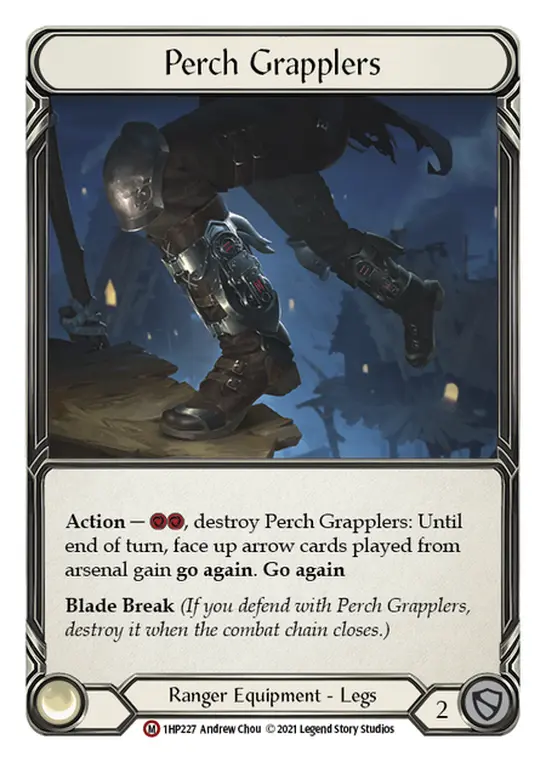 Perch Grapplers
Action — , destroy Perch Grapplers: Until
end of turn, face up arrow cards played from
arsenal gain go again. Go again
Blade Break (If you defend with Perch Grapplers,
destroy it when the combat chain closes.)
Ranger Equipment - Legs
2
M 1HP227 Andrew Chou © 2021 Legend Story Studios